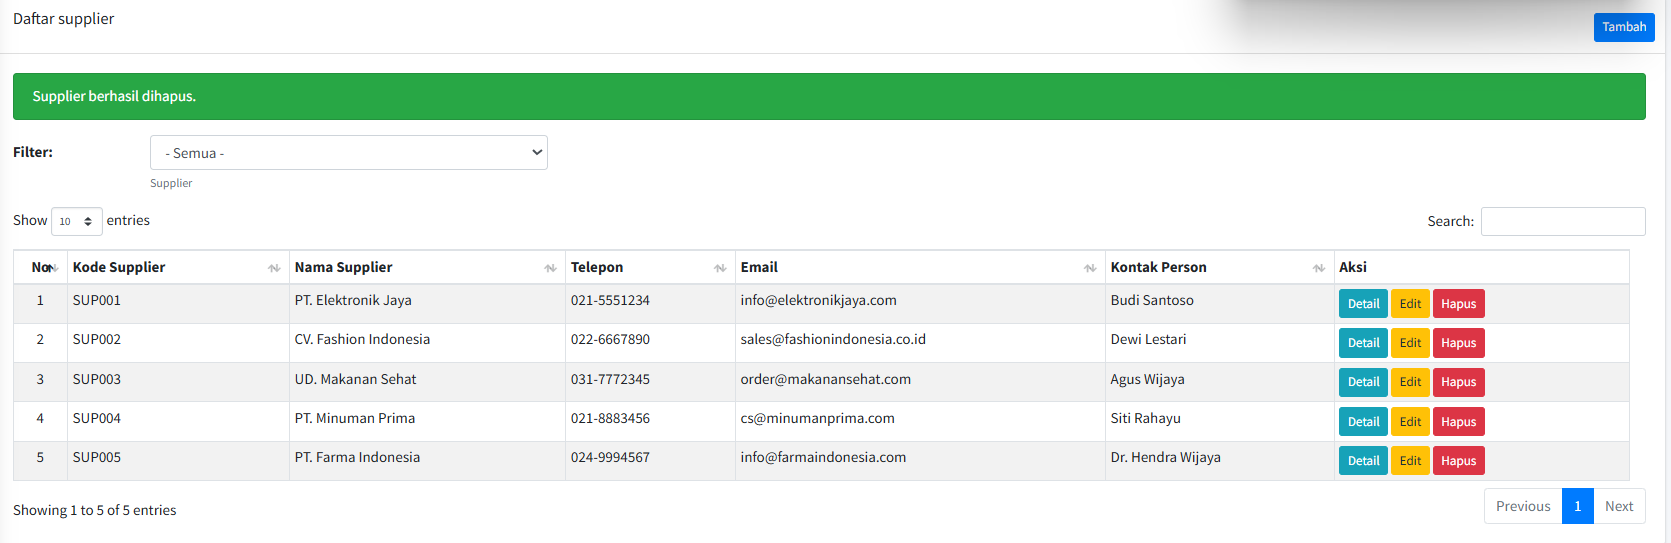 Daftar supplier
Tambah
Supplier berhasil dihapus.
Filter: - Semua -
Supplier
Show 10 entries Search:
No Kode Supplier Nama Supplier Telepon Email Kontak Person Aksi
1 SUP001 PT. Elektronik Jaya 021-5551234 info@elektronikjaya.com Budi Santoso Detail Edit Hapus
2 SUP002 CV. Fashion Indonesia 022-6667890 sales@fashionindonesia.co.id Dewi Lestari Detail Edit Hapus
3 SUP003 UD. Makanan Sehat 031-7772345 order@makanansehat.com Agus Wijaya Detail Edit Hapus
4 SUP004 PT. Minuman Prima 021-8883456 cs@minumanprima.com Siti Rahayu Detail Edit Hapus
5 SUP005 PT. Farma Indonesia 024-9994567 info@farmaindonesia.com Dr. Hendra Wijaya Detail Edit Hapus
Showing 1 to 5 of 5 entries Previous 1 Next